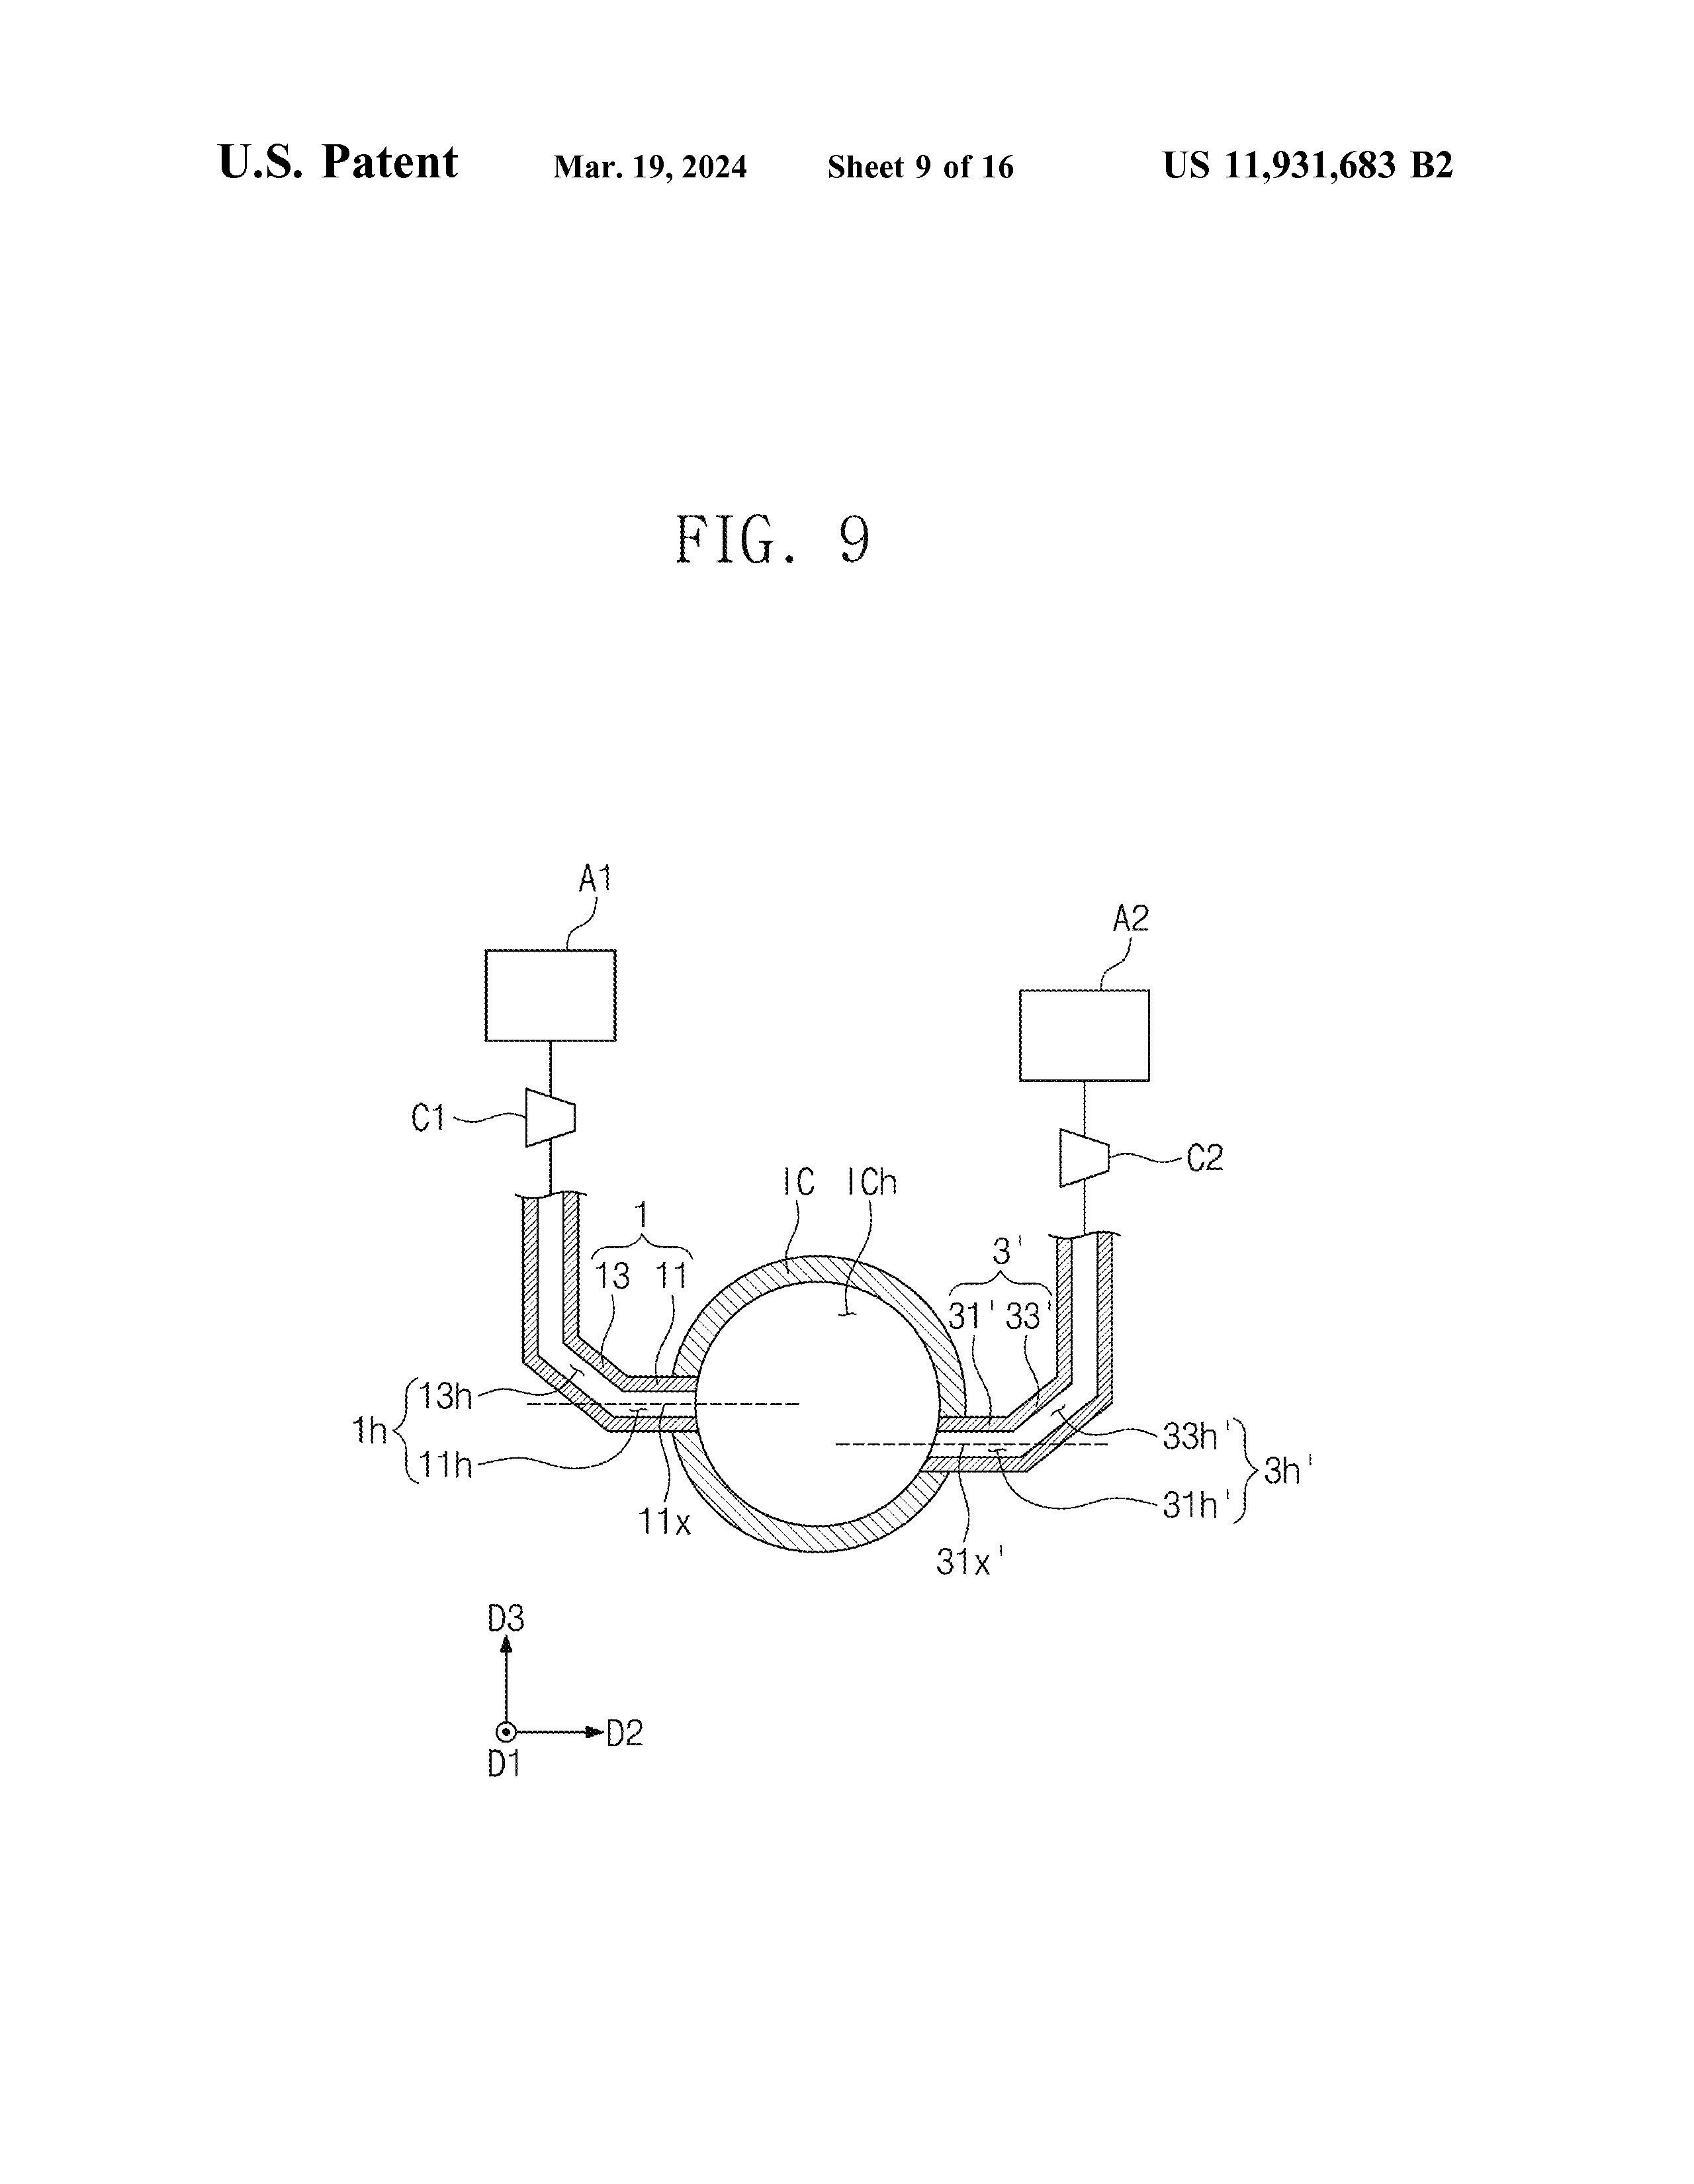 U.S. Patent Mar. 19, 2024 Sheet 9 of 16 US 11,931,683 B2
FIG. 9
A1
A2
C1
C2
IC ICh
1
13 11
3'
31' 33'
13h
1h
11h
33h'
3h'
31h'
11x
31x'
D3
D2
D1